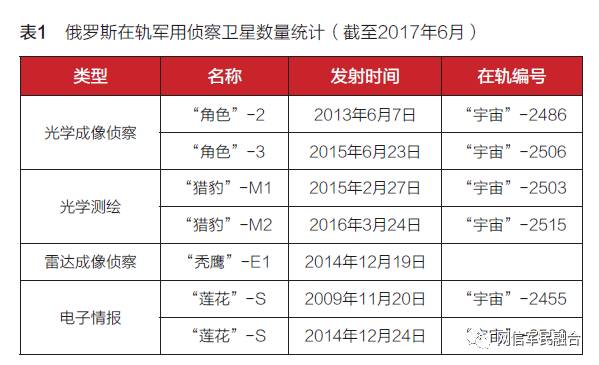 表1 俄罗斯在轨军用侦察卫星数量统计（截至2017年6月）
类型 名称 发射时间 在轨编号
光学成像侦察 “角色”-2 2013年6月7日 “宇宙”-2486
“角色”-3 2015年6月23日 “宇宙”-2506
光学测绘 “猎豹”-M1 2015年2月27日 “宇宙”-2503
“猎豹”-M2 2016年3月24日 “宇宙”-2515
雷达成像侦察 “秃鹰”-E1 2014年12月19日
电子情报 “莲花”-S 2009年11月20日 “宇宙”-2455
“莲花”-S 2014年12月24日
网信军民融合